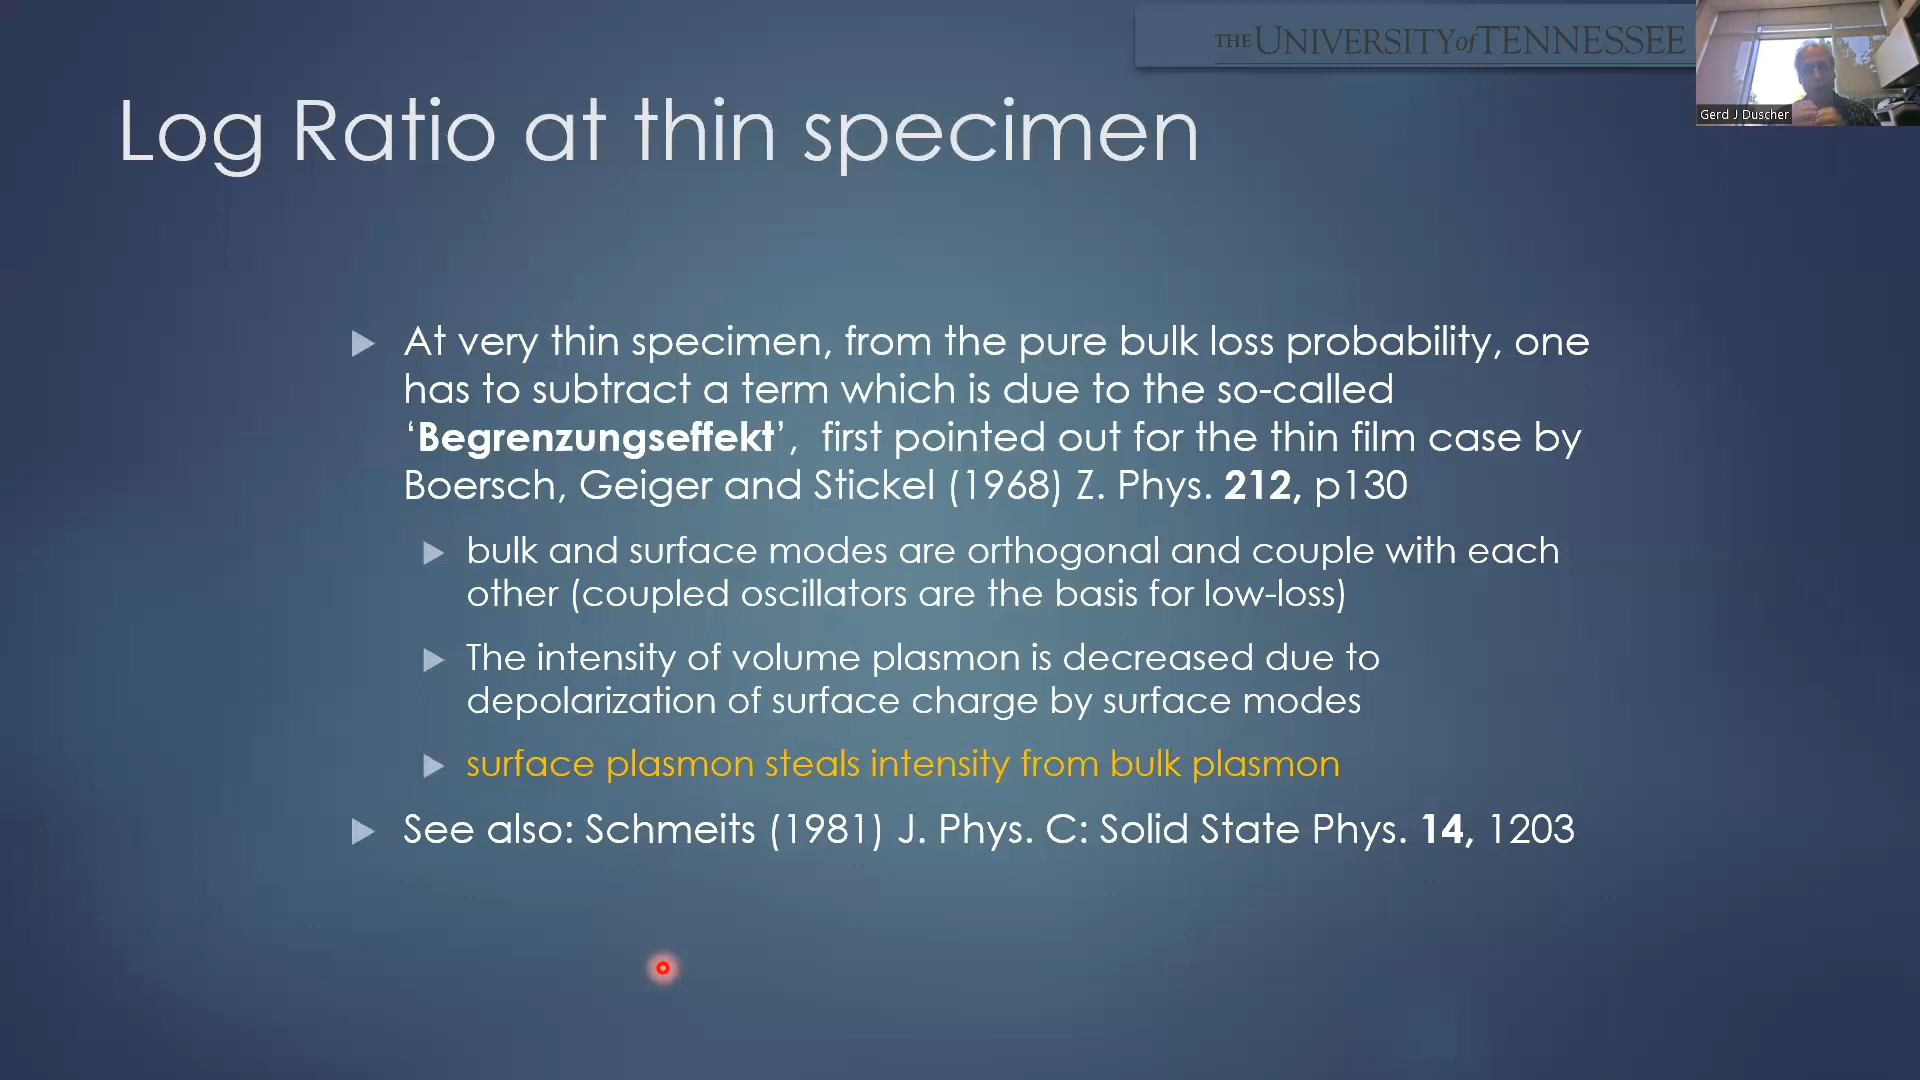 THE UNIVERSITY of TENNESSEE
Gerd J Duscher
Log Ratio at thin specimen
At very thin specimen, from the pure bulk loss probability, one
has to subtract a term which is due to the so-called
‘Begrenzungseffekt’, first pointed out for the thin film case by
Boersch, Geiger and Stickel (1968) Z. Phys. 212, p130
bulk and surface modes are orthogonal and couple with each
other (coupled oscillators are the basis for low-loss)
The intensity of volume plasmon is decreased due to
depolarization of surface charge by surface modes
surface plasmon steals intensity from bulk plasmon
See also: Schmeits (1981) J. Phys. C: Solid State Phys. 14, 1203